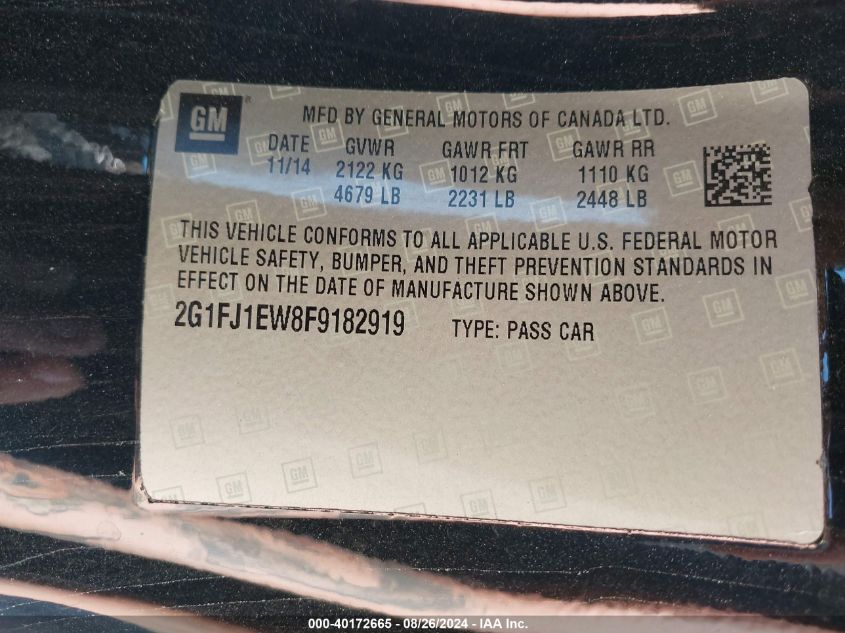 GM ® MFD BY GENERAL MOTORS OF CANADA LTD.
DATE GVWR GAWR FRT GAWR RR
11/14 2122 KG 1012 KG 1110 KG
4679 LB 2231 LB 2448 LB
THIS VEHICLE CONFORMS TO ALL APPLICABLE U.S. FEDERAL MOTOR
VEHICLE SAFETY, BUMPER, AND THEFT PREVENTION STANDARDS IN
EFFECT ON THE DATE OF MANUFACTURE SHOWN ABOVE.
2G1FJ1EW8F9182919 TYPE: PASS CAR
000-40172665 - 08/26/2024 - IAA Inc.